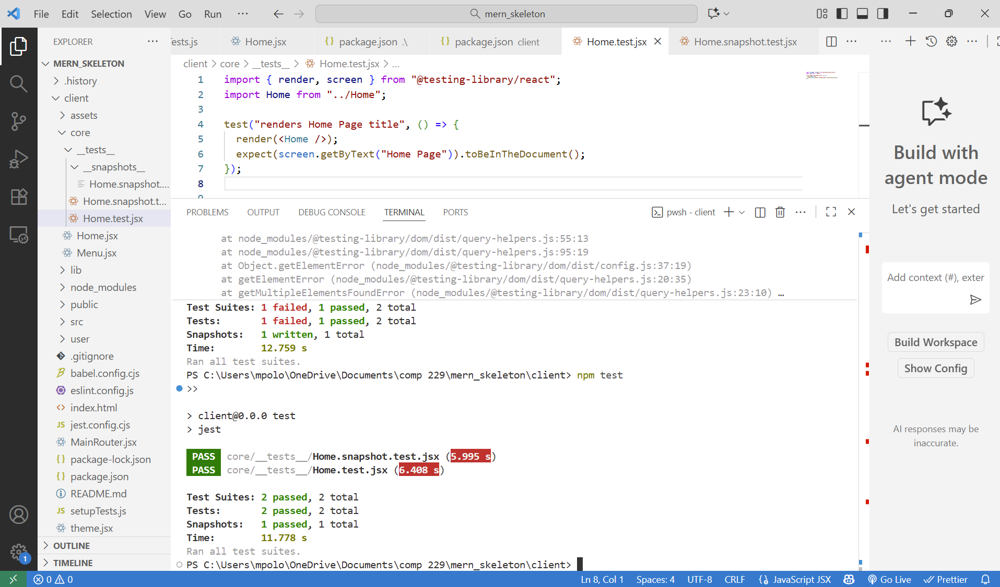 File Edit Selection View Go Run ··· mern_skeleton
EXPLORER ···
MERN_SKELETON
.history
client
assets
core
__tests__
__snapshots__
Home.snapshot....
Home.snapshot.t...
Home.test.jsx
Home.jsx
Menu.jsx
lib
node_modules
public
src
user
.gitignore
babel.config.cjs
eslint.config.js
index.html
jest.config.cjs
MainRouter.jsx
package-lock.json
package.json
README.md
setupTests.js
theme.jsx
OUTLINE
TIMELINE
1
ests.js Home.jsx package.json .\ package.json client Home.test.jsx Home.snapshot.test.jsx
client > core > __tests__ > Home.test.jsx > ...
1 import { render, screen } from "@testing-library/react";
2 import Home from "../Home";
3
4 test("renders Home Page title", () => {
5 render(<Home />);
6 expect(screen.getByText("Home Page")).toBeInTheDocument();
7 });
8
9
PROBLEMS OUTPUT DEBUG CONSOLE TERMINAL PORTS pwsh - client
at node_modules/@testing-library/dom/dist/query-helpers.js:55:13
at node_modules/@testing-library/dom/dist/query-helpers.js:95:19
at Object.getElementError (node_modules/@testing-library/dom/dist/config.js:37:19)
at getElementError (node_modules/@testing-library/dom/dist/query-helpers.js:20:35)
at getMultipleElementsFoundError (node_modules/@testing-library/dom/dist/query-helpers.js:23:10) …
Test Suites: 1 failed, 1 passed, 2 total
Tests: 1 failed, 1 passed, 2 total
Snapshots: 1 written, 1 total
Time: 12.759 s
Ran all test suites.
PS C:\Users\mpolo\OneDrive\Documents\comp 229\mern_skeleton\client> npm test
>>
> client@0.0.0 test
> jest
PASS core/__tests__/Home.snapshot.test.jsx (5.995 s)
PASS core/__tests__/Home.test.jsx (6.408 s)
Test Suites: 2 passed, 2 total
Tests: 2 passed, 2 total
Snapshots: 1 passed, 1 total
Time: 11.778 s
Ran all test suites.
PS C:\Users\mpolo\OneDrive\Documents\comp 229\mern_skeleton\client>
Build with
agent mode
Let's get started
Add context (#), exter
Build Workspace
Show Config
AI responses may be
inaccurate.
0 0 Ln 8, Col 1 Spaces: 4 UTF-8 CRLF JavaScript JSX Go Live Prettier